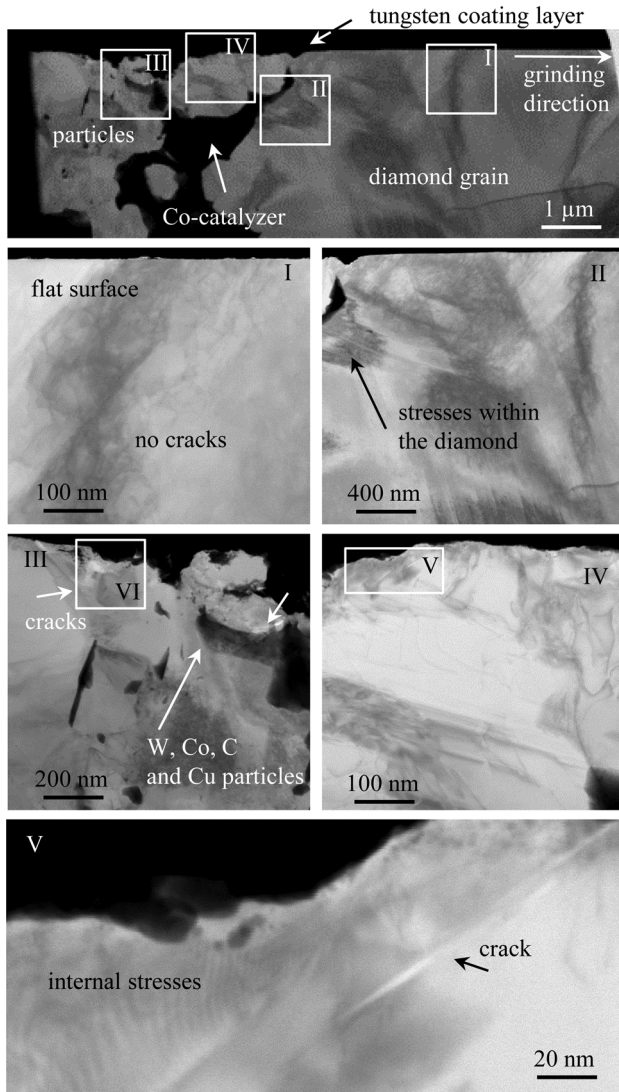 tungsten coating layer
III
IV
II
I
grinding
direction
particles
Co-catalyzer
diamond grain
1 µm
I
flat surface
no cracks
100 nm
II
stresses within
the diamond
400 nm
III
VI
cracks
W, Co, C
and Cu particles
200 nm
IV
V
100 nm
V
internal stresses
crack
20 nm